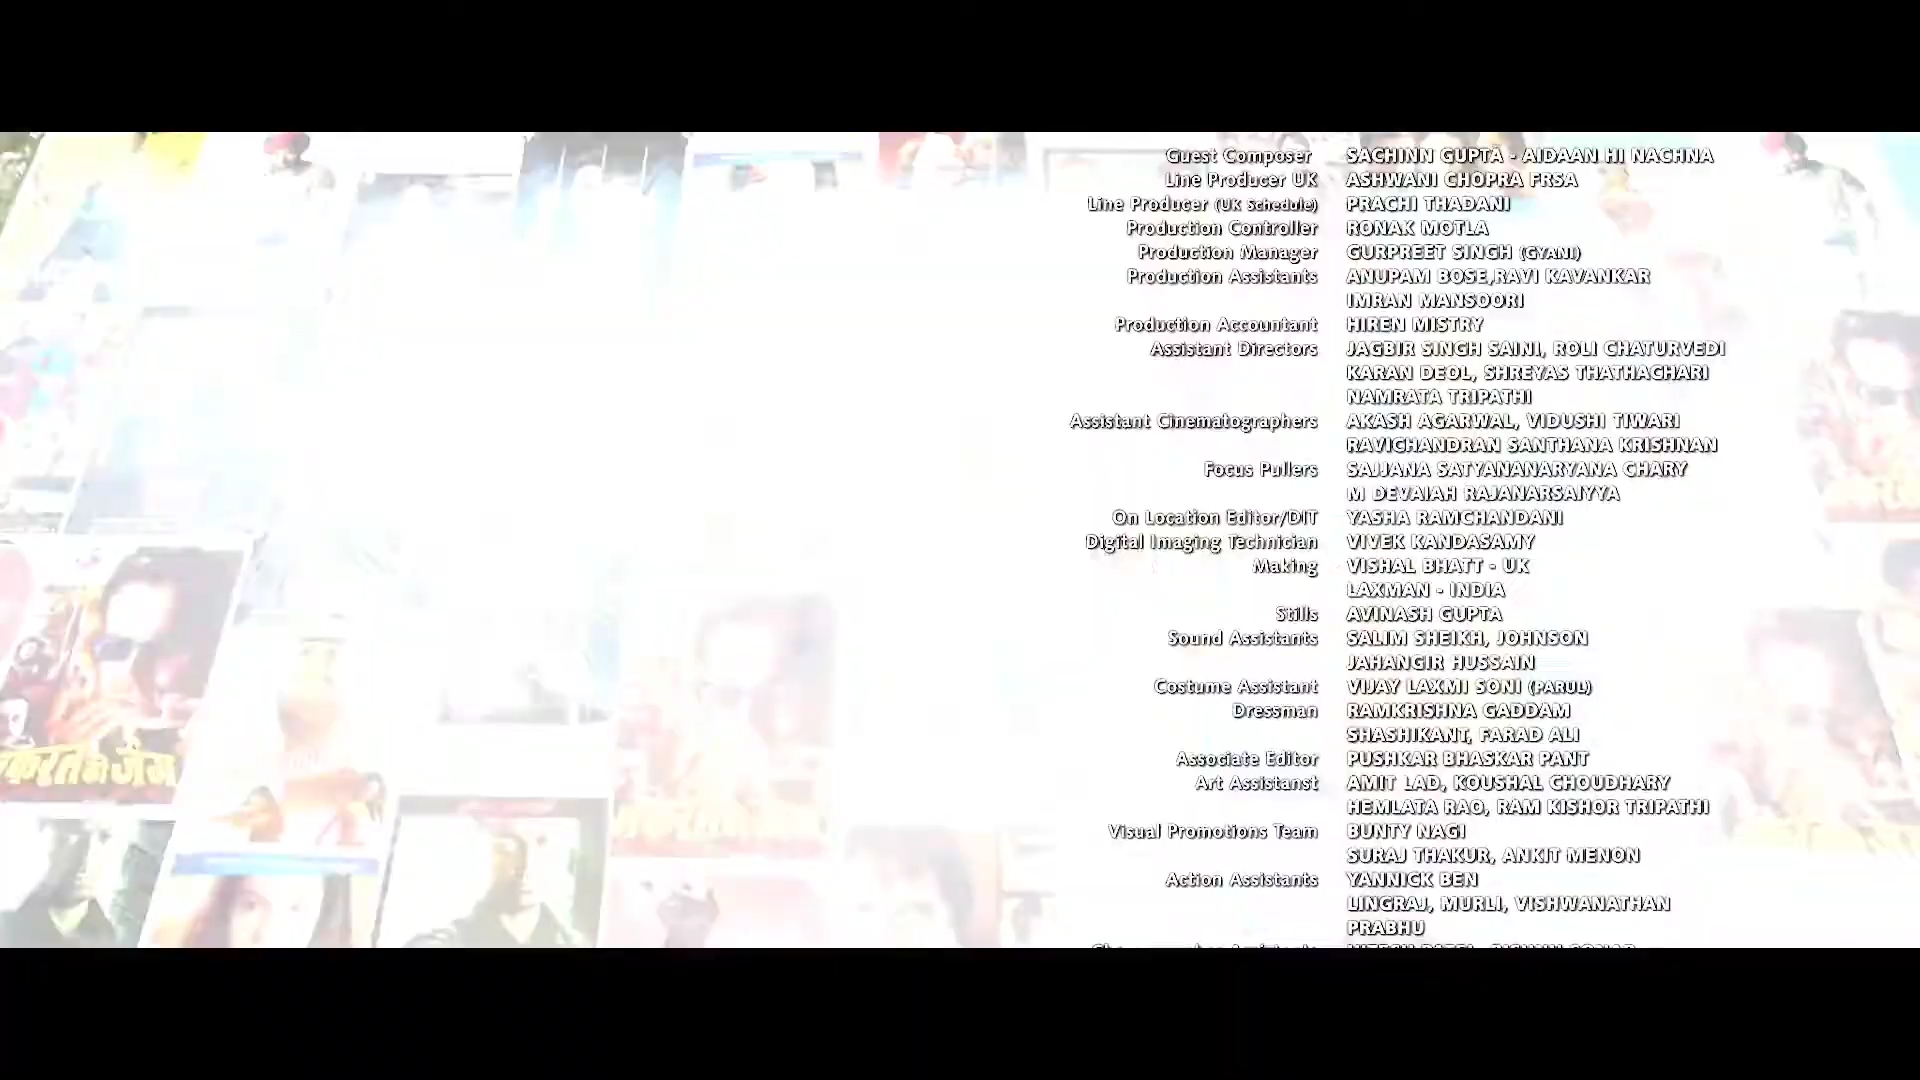 Guest Composer SACHINN GUPTA - AIDAAN HI NACHNA
Line Producer UK ASHWANI CHOPRA FRSA
Line Producer (UK Schedule) PRACHI THADANI
Production Controller RONAK MOTLA
Production Manager GURPREET SINGH (GYANI)
Production Assistants ANUPAM BOSE,RAVI KAVANKAR
IMRAN MANSOORI
Production Accountant HIREN MISTRY
Assistant Directors JAGBIR SINGH SAINI, ROLI CHATURVEDI
KARAN DEOL, SHREYAS THATHACHARI
NAMRATA TRIPATHI
Assistant Cinematographers AKASH AGARWAL, VIDUSHI TIWARI
RAVICHANDRAN SANTHANA KRISHNAN
Focus Pullers SAJJANA SATYANANARYANA CHARY
M DEVAIAH RAJANARSAIYYA
On Location Editor/DIT YASHA RAMCHANDANI
Digital Imaging Technician VIVEK KANDASAMY
Making VISHAL BHATT - UK
LAXMAN - INDIA
Stills AVINASH GUPTA
Sound Assistants SALIM SHEIKH, JOHNSON
JAHANGIR HUSSAIN
Costume Assistant VIJAY LAXMI SONI (PARUL)
Dressman RAMKRISHNA GADDAM
SHASHIKANT, FARAD ALI
Associate Editor PUSHKAR BHASKAR PANT
Art Assistanst AMIT LAD, KOUSHAL CHOUDHARY
HEMLATA RAO, RAM KISHOR TRIPATHI
Visual Promotions Team BUNTY NAGI
SURAJ THAKUR, ANKIT MENON
Action Assistants YANNICK BEN
LINGRAJ, MURLI, VISHWANATHAN
PRABHU